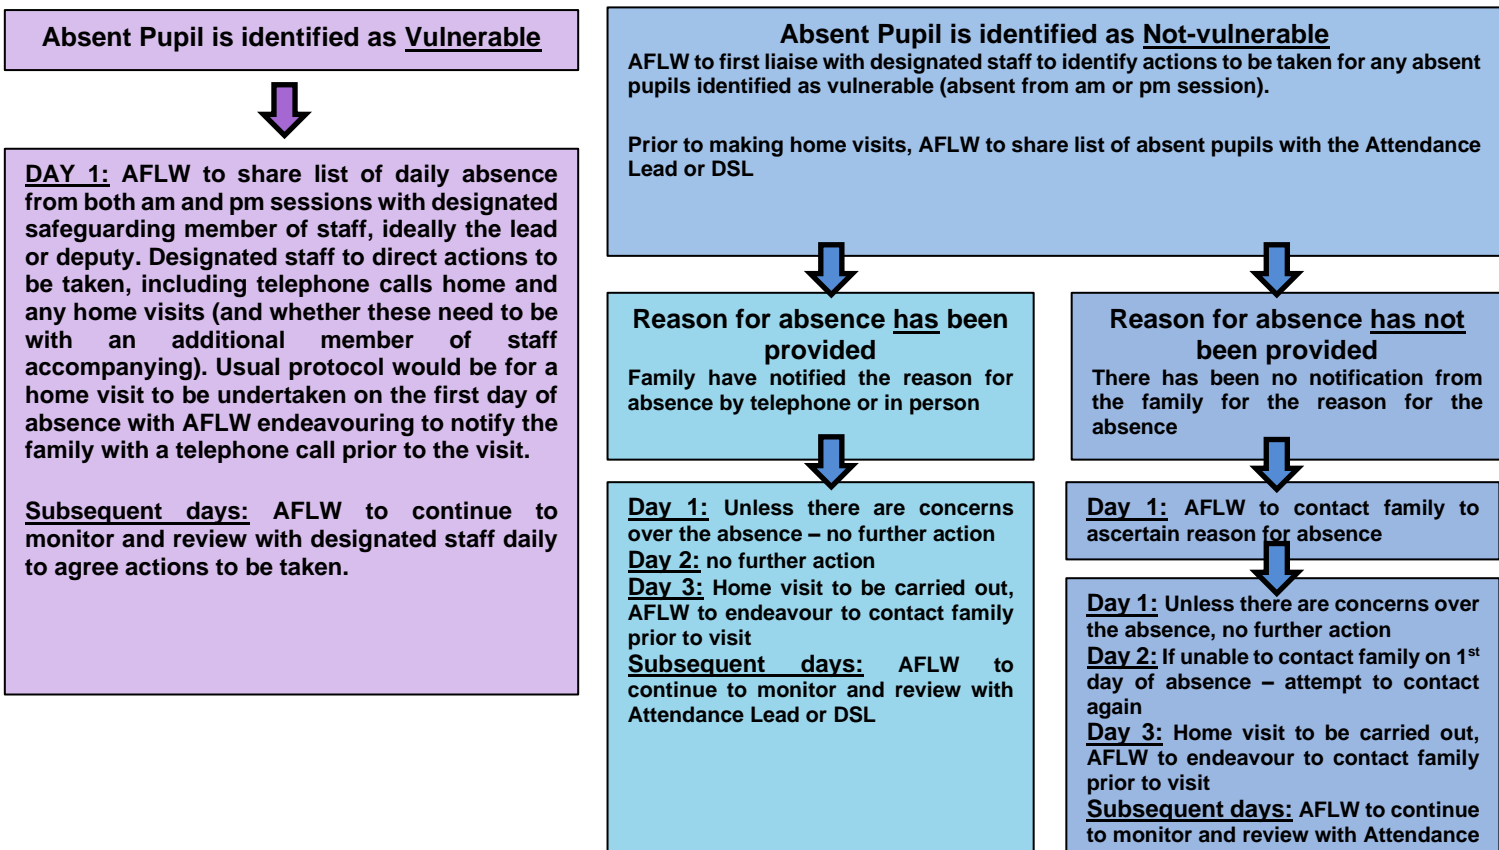 Absent Pupil is identified as Vulnerable
DAY 1: AFLW to share list of daily absence
from both am and pm sessions with designated
safeguarding member of staff, ideally the lead
or deputy. Designated staff to direct actions to
be taken, including telephone calls home and
any home visits (and whether these need to be
with an additional member of staff
accompanying). Usual protocol would be for a
home visit to be undertaken on the first day of
absence with AFLW endeavouring to notify the
family with a telephone call prior to the visit.
Subsequent days: AFLW to continue to
monitor and review with designated staff daily
to agree actions to be taken.
Absent Pupil is identified as Not-vulnerable
AFLW to first liaise with designated staff to identify actions to be taken for any absent
pupils identified as vulnerable (absent from am or pm session).
Prior to making home visits, AFLW to share list of absent pupils with the Attendance
Lead or DSL
Reason for absence has been
provided
Family have notified the reason for
absence by telephone or in person
Day 1: Unless there are concerns
over the absence – no further action
Day 2: no further action
Day 3: Home visit to be carried out,
AFLW to endeavour to contact family
prior to visit
Subsequent days: AFLW to
continue to monitor and review with
Attendance Lead or DSL
Reason for absence has not
been provided
There has been no notification from
the family for the reason for the
absence
Day 1: AFLW to contact family to
ascertain reason for absence
Day 1: Unless there are concerns over
the absence, no further action
Day 2: If unable to contact family on 1st
day of absence – attempt to contact
again
Day 3: Home visit to be carried out,
AFLW to endeavour to contact family
prior to visit
Subsequent days: AFLW to continue
to monitor and review with Attendance